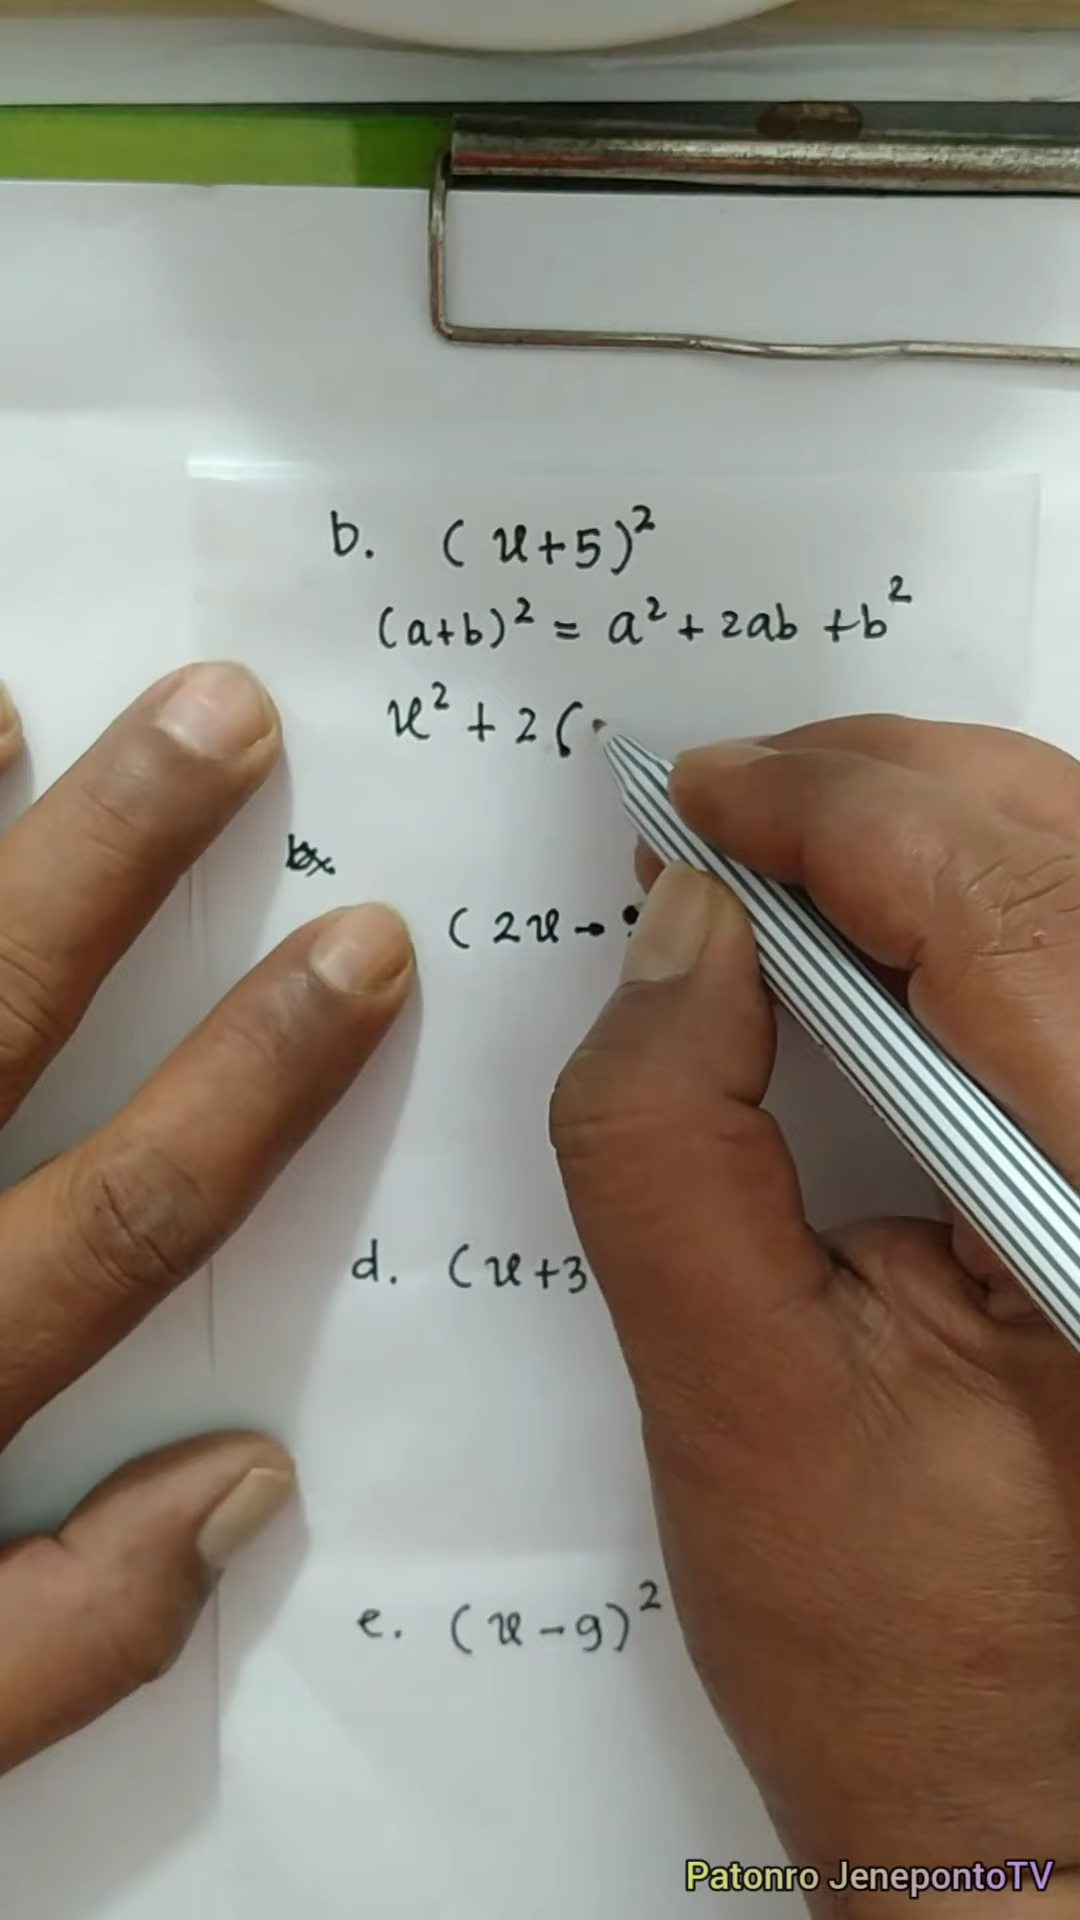 b. (x+5)²
(a+b)² = a² + 2ab + b²
x² + 2(
(2x -
d. (x+3
e. (x-9)²
Patonro JenepontoTV